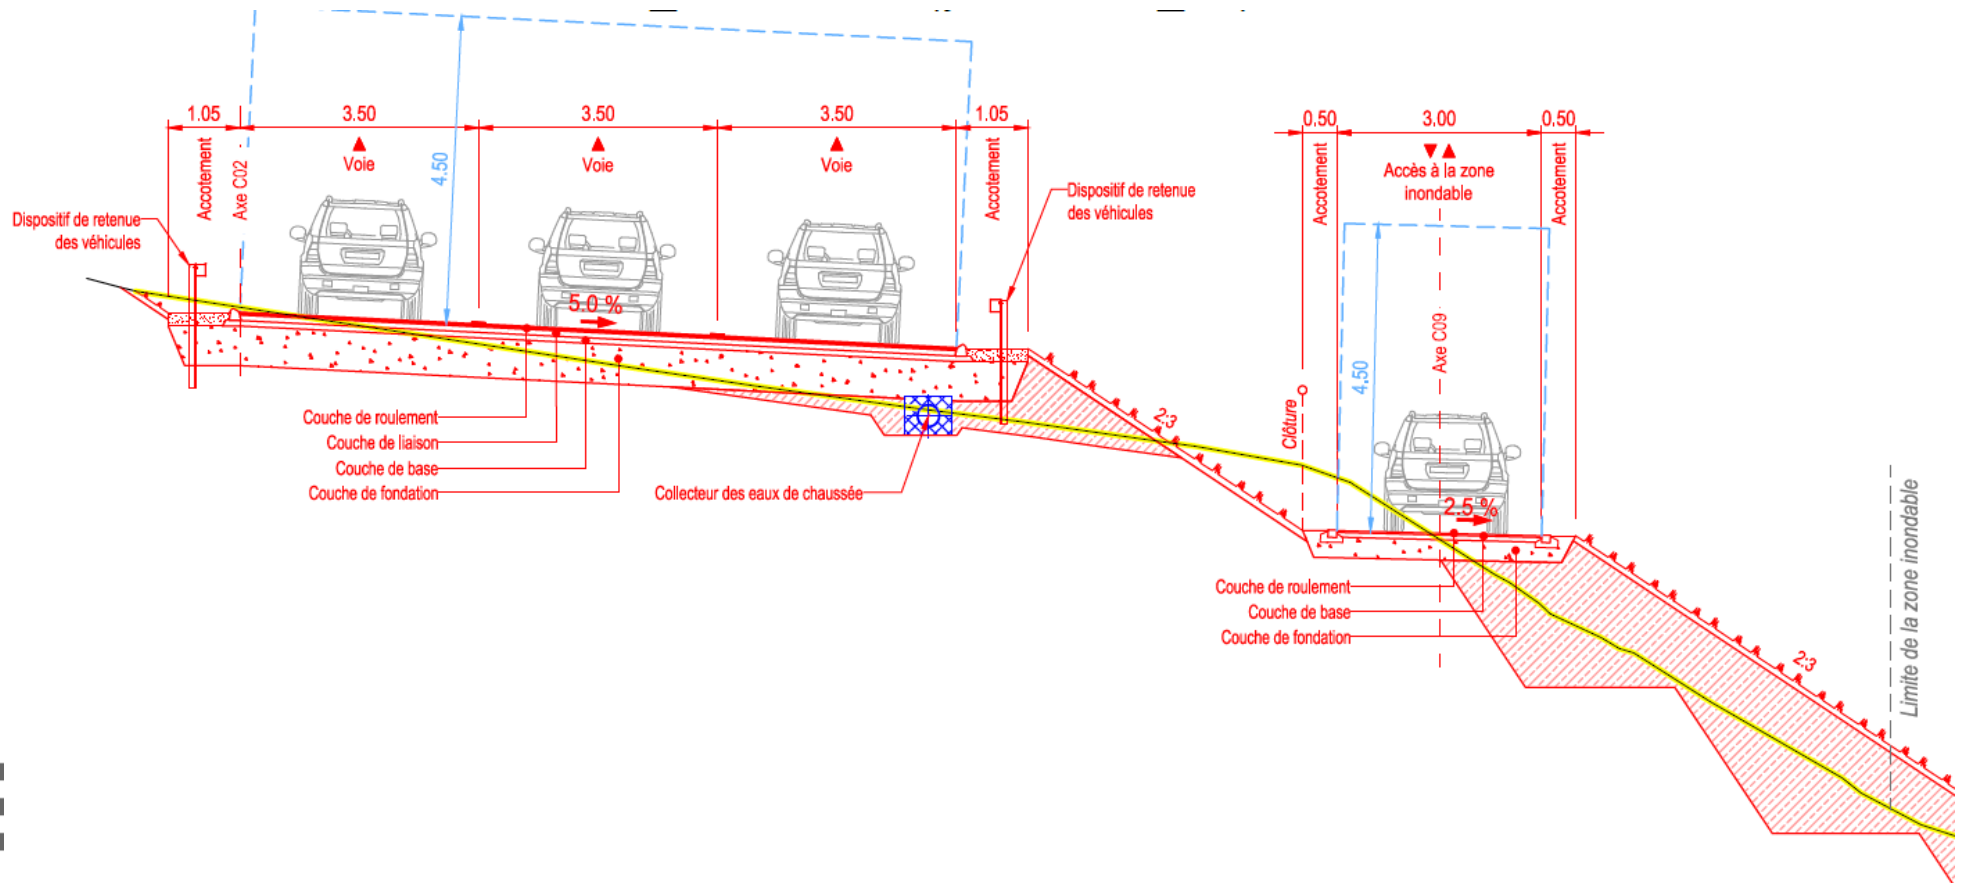 1.05
3.50
3.50
3.50
1.05
0.50
3.00
0.50
Accotement
Axe C02
Voie
Voie
Voie
4.50
Accotement
Dispositif de retenue
des véhicules
Dispositif de retenue
des véhicules
Accotement
Accès à la zone
inondable
Accotement
5.0 %
Axe C09
4.50
Couche de roulement
Couche de liaison
Couche de base
Couche de fondation
Collecteur des eaux de chaussée
2:3
Clôture
2.5 %
Couche de roulement
Couche de base
Couche de fondation
2:3
Limite de la zone inondable